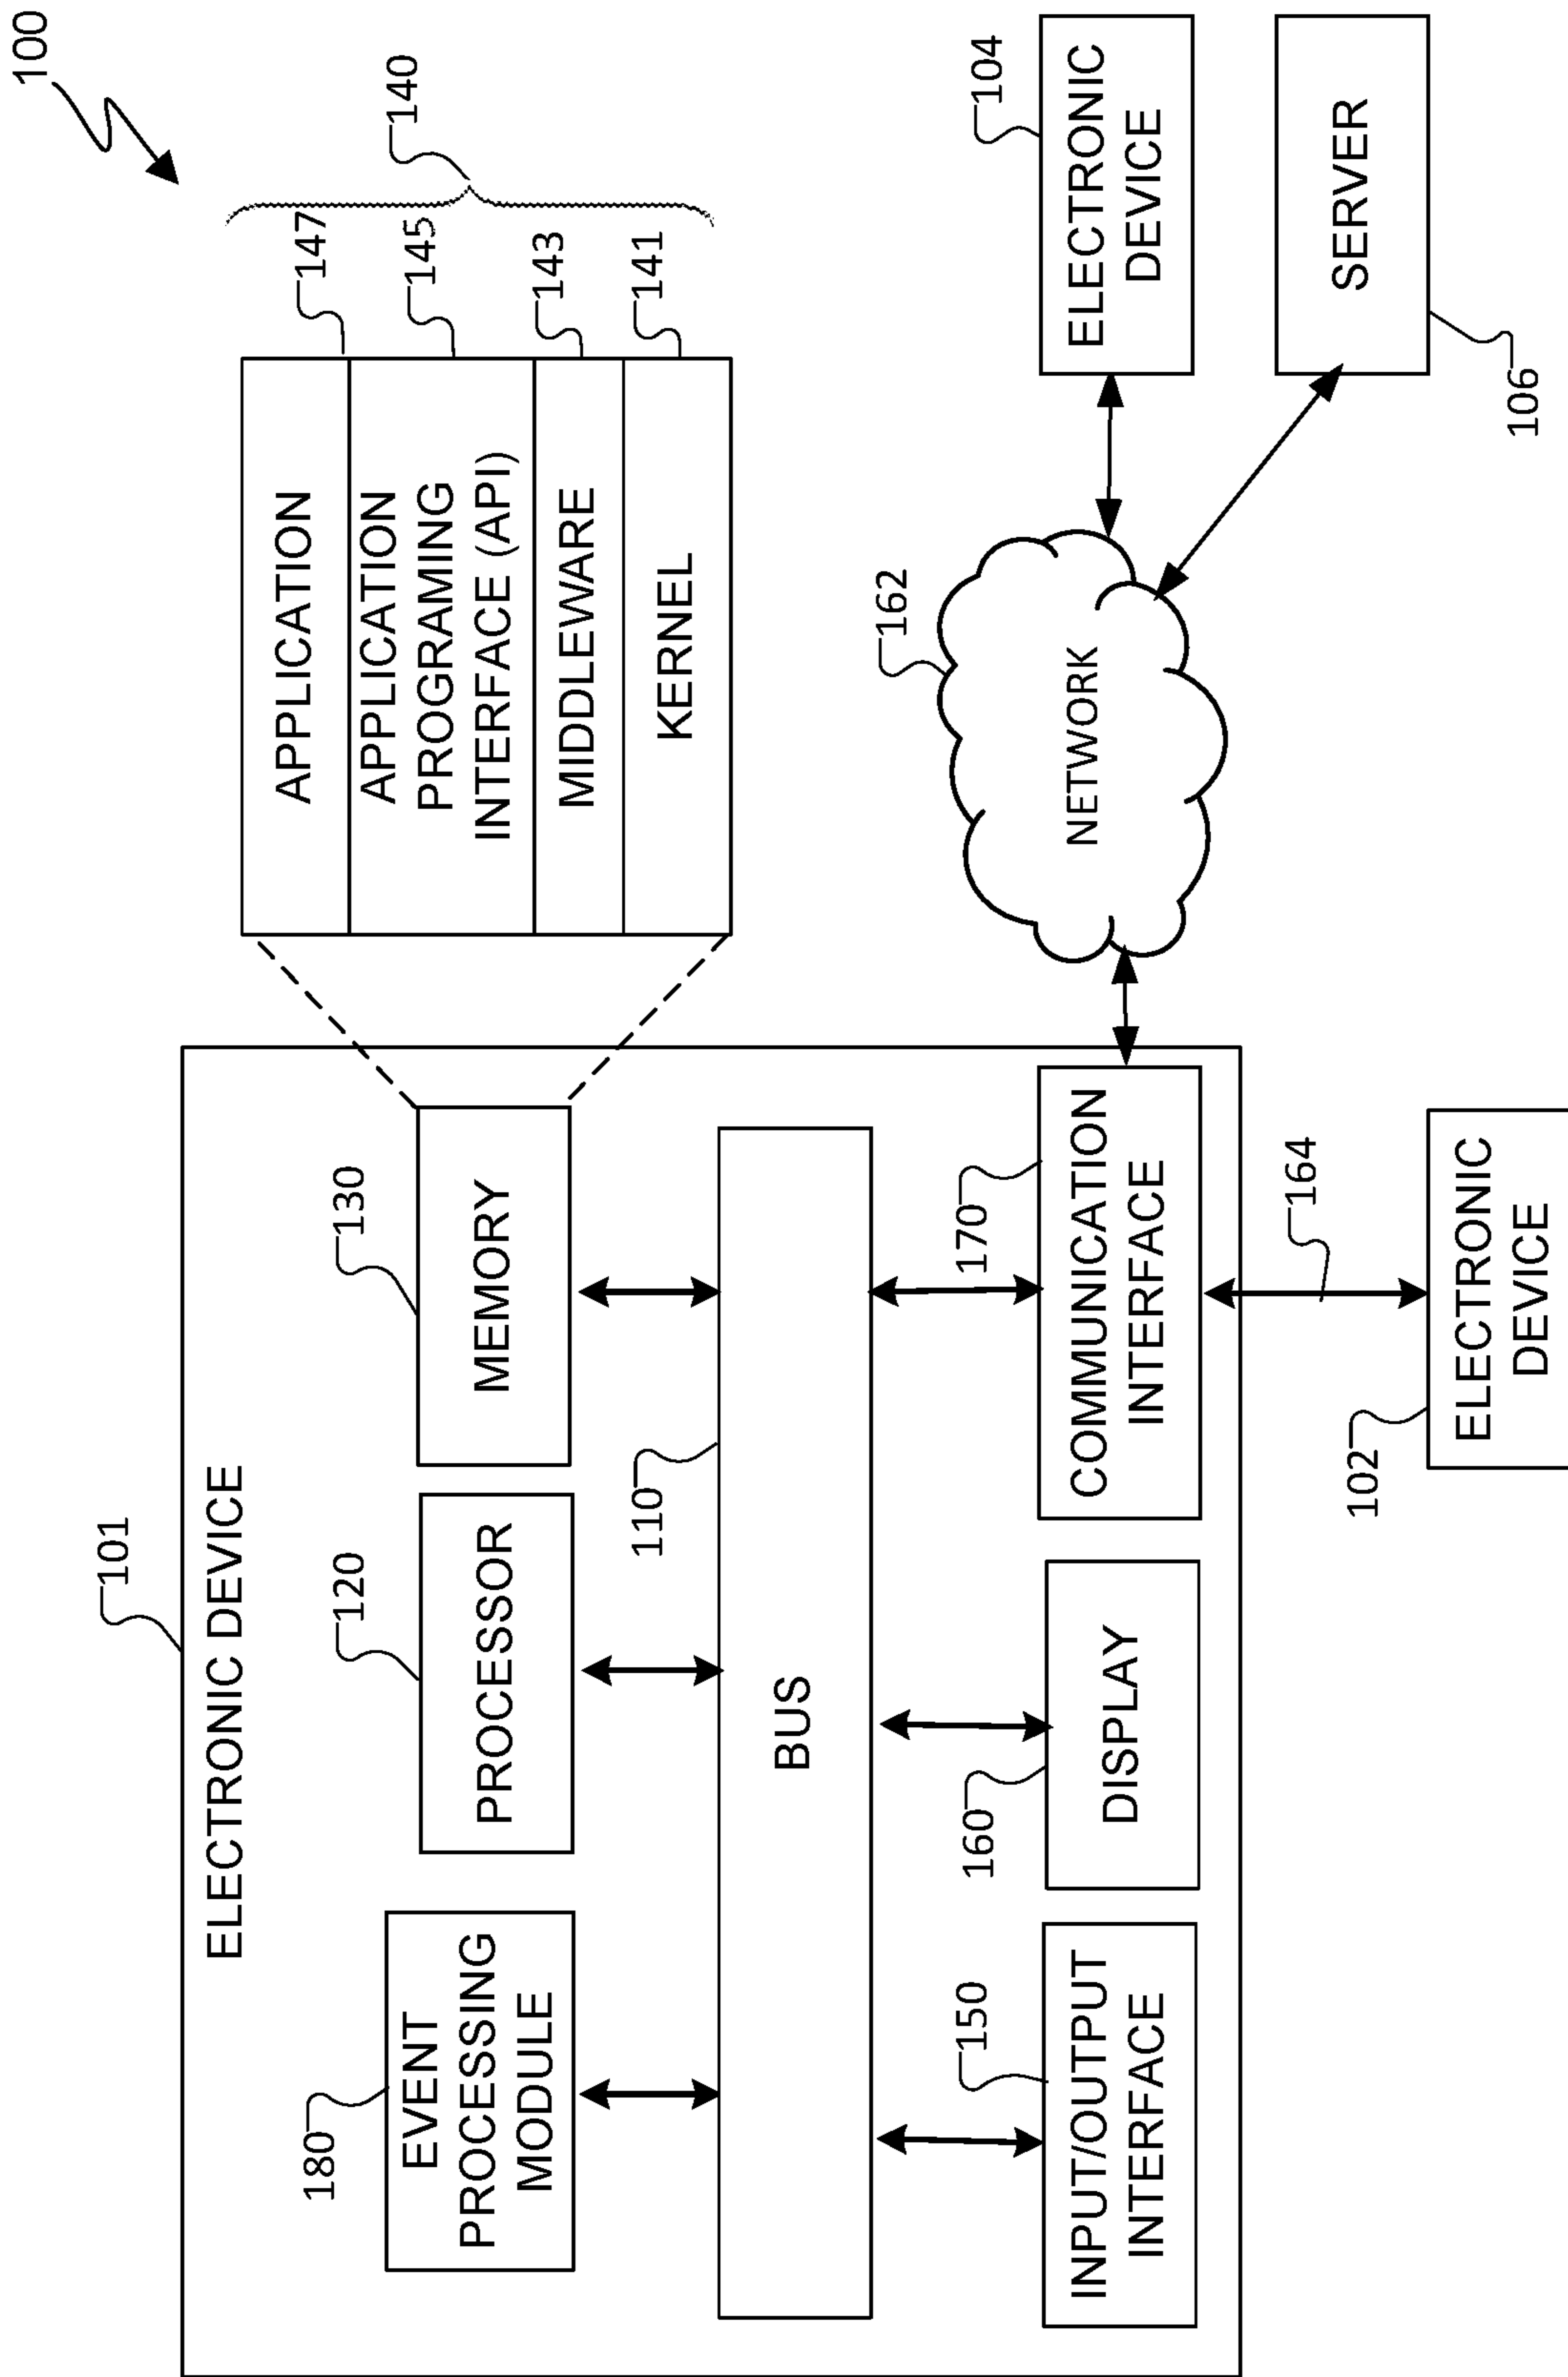 100
101
ELECTRONIC DEVICE
180
EVENT
PROCESSING
MODULE
120
PROCESSOR
130
MEMORY
APPLICATION
147
APPLICATION
PROGRAMING
INTERFACE (API)
145
MIDDLEWARE
143
KERNEL
141
140
110
BUS
150
INPUT/OUTPUT
INTERFACE
160
DISPLAY
170
COMMUNICATION
INTERFACE
162
NETWORK
104
ELECTRONIC
DEVICE
SERVER
106
164
102
ELECTRONIC
DEVICE